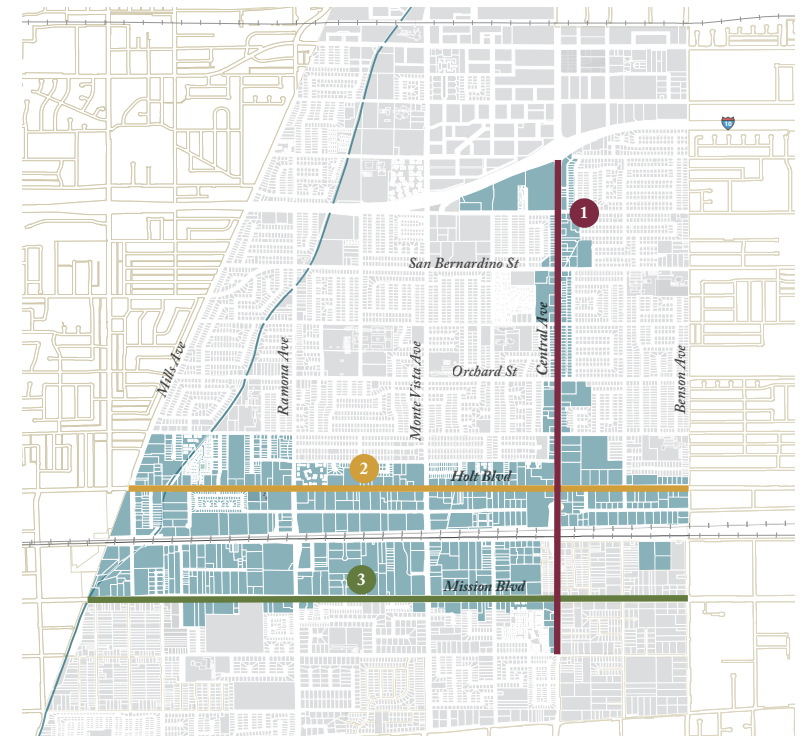 10
1
San Bernardino St
Central Ave
Mills Ave
Ramona Ave
Monte Vista Ave
Orchard St
Benson Ave
2
Holt Blvd
3
Mission Blvd